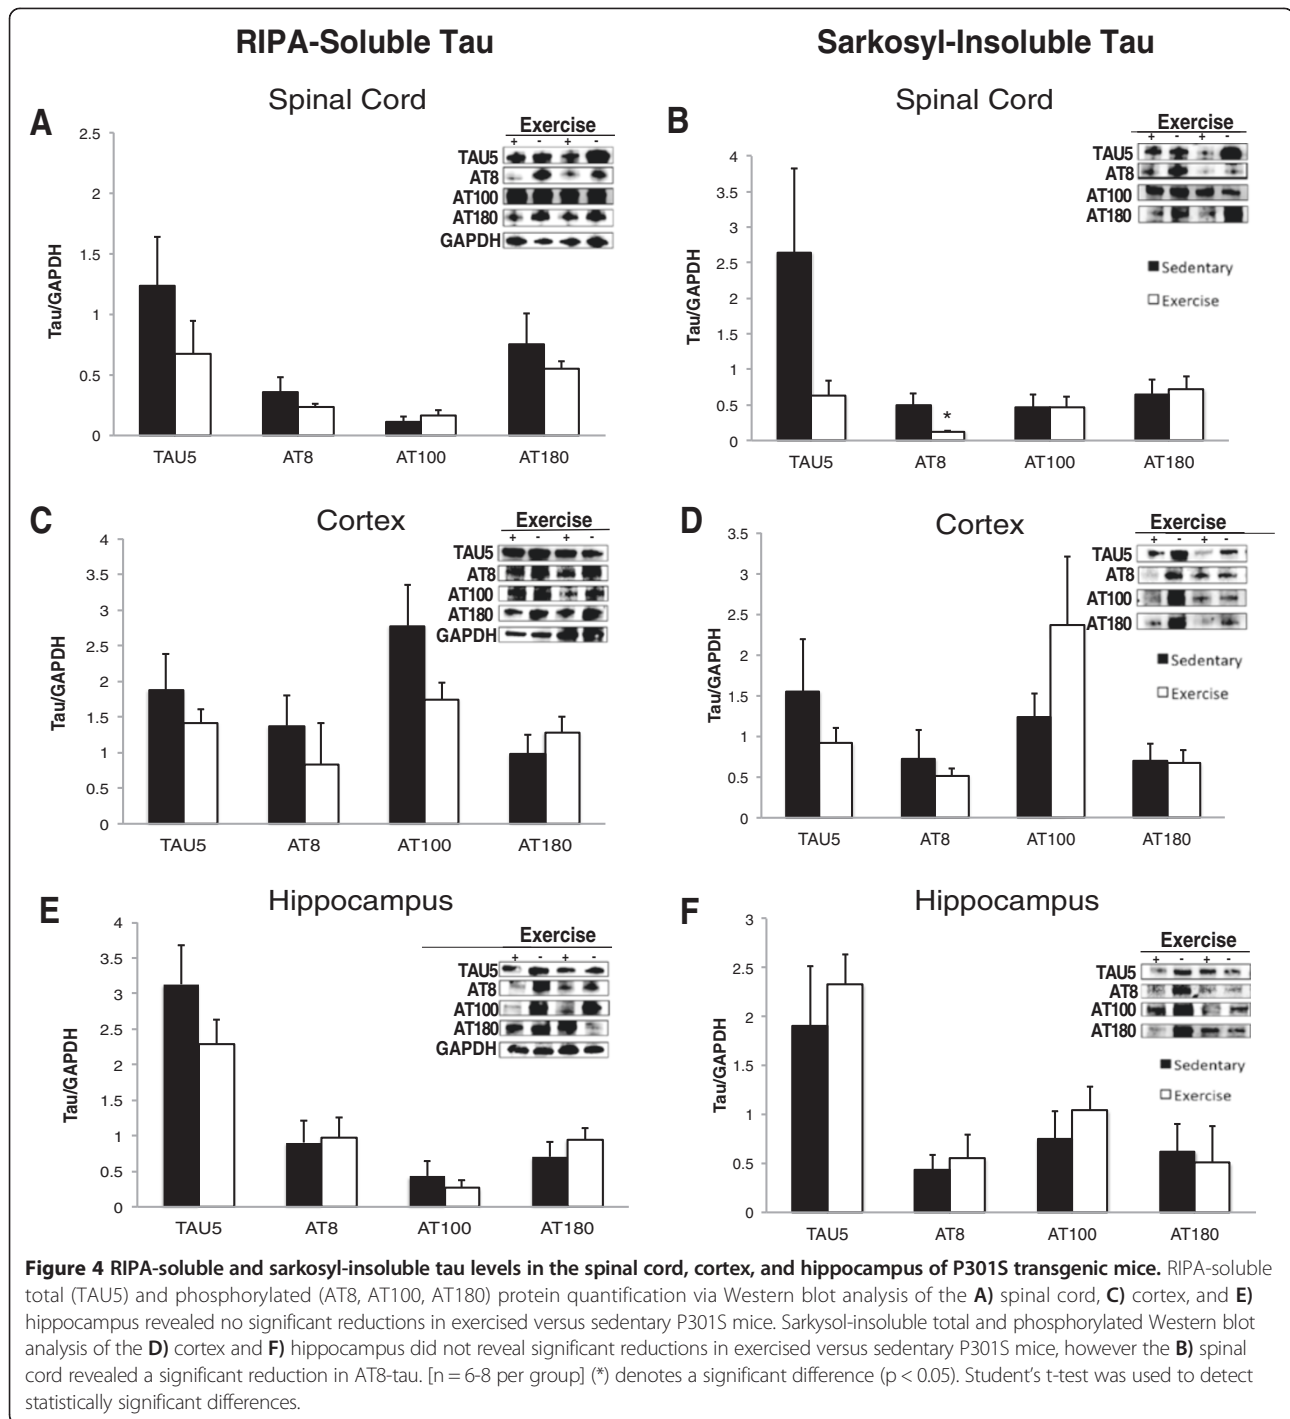 RIPA-Soluble Tau
Sarkosyl-Insoluble Tau
A
Spinal Cord
Exercise
+ - + -
TAU5
AT8
AT100
AT180
GAPDH
2.5
2
1.5
1
0.5
0
Tau/GAPDH
TAU5 AT8 AT100 AT180
B
Spinal Cord
Exercise
+ - + -
TAU5
AT8
AT100
AT180
Sedentary
Exercise
4
3.5
3
2.5
2
1.5
1
0.5
0
Tau/GAPDH
*
TAU5 AT8 AT100 AT180
C
Cortex
Exercise
+ - + -
TAU5
AT8
AT100
AT180
GAPDH
4
3.5
3
2.5
2
1.5
1
0.5
0
Tau/GAPDH
TAU5 AT8 AT100 AT180
D
Cortex
Exercise
+ - + -
TAU5
AT8
AT100
AT180
Sedentary
Exercise
3.5
3
2.5
2
1.5
1
0.5
0
Tau/GAPDH
TAU5 AT8 AT100 AT180
E
Hippocampus
Exercise
+ - + -
TAU5
AT8
AT100
AT180
GAPDH
4
3.5
3
2.5
2
1.5
1
0.5
0
Tau/GAPDH
TAU5 AT8 AT100 AT180
F
Hippocampus
Exercise
+ - + -
TAU5
AT8
AT100
AT180
Sedentary
Exercise
3
2.5
2
1.5
1
0.5
0
Tau/GAPDH
TAU5 AT8 AT100 AT180
Figure 4 RIPA-soluble and sarkosyl-insoluble tau levels in the spinal cord, cortex, and hippocampus of P301S transgenic mice. RIPA-soluble
total (TAU5) and phosphorylated (AT8, AT100, AT180) protein quantification via Western blot analysis of the A) spinal cord, C) cortex, and E)
hippocampus revealed no significant reductions in exercised versus sedentary P301S mice. Sarkysol-insoluble total and phosphorylated Western blot
analysis of the D) cortex and F) hippocampus did not reveal significant reductions in exercised versus sedentary P301S mice, however the B) spinal
cord revealed a significant reduction in AT8-tau. [n = 6-8 per group] (*) denotes a significant difference (p < 0.05). Student's t-test was used to detect
statistically significant differences.